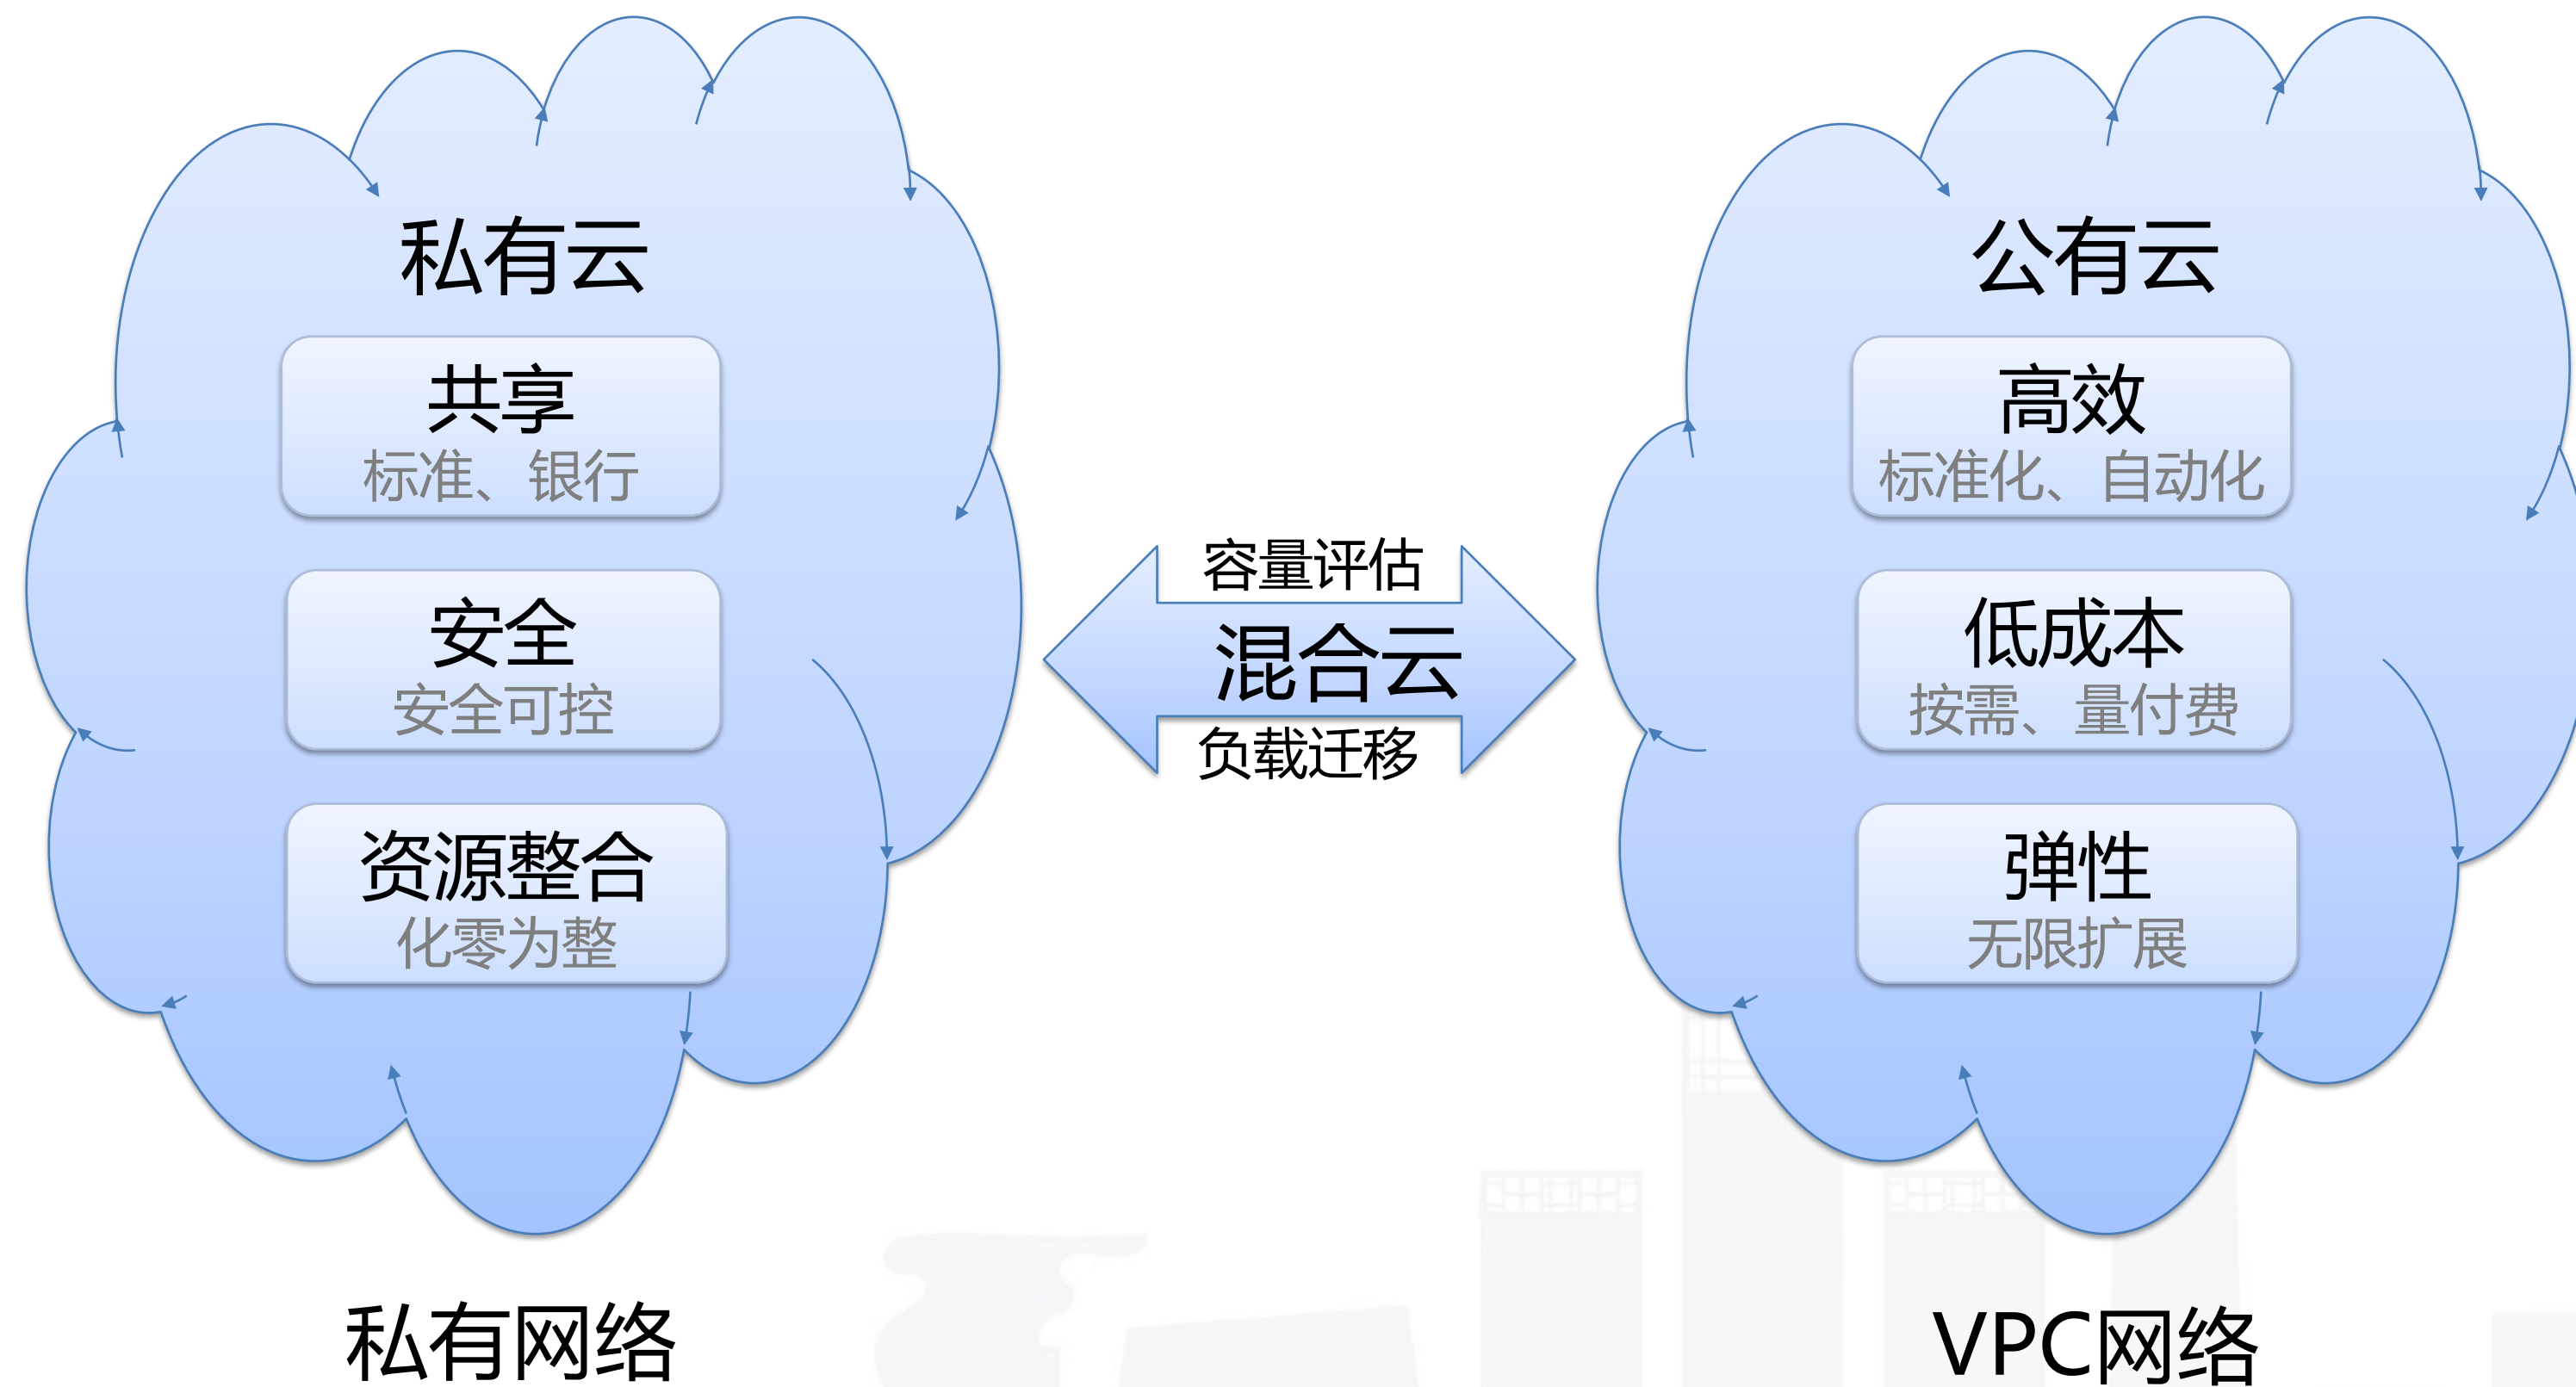 私有云
共享
标准、银行
安全
安全可控
资源整合
化零为整
私有网络
容量评估
混合云
负载迁移
公有云
高效
标准化、自动化
低成本
按需、量付费
弹性
无限扩展
VPC网络